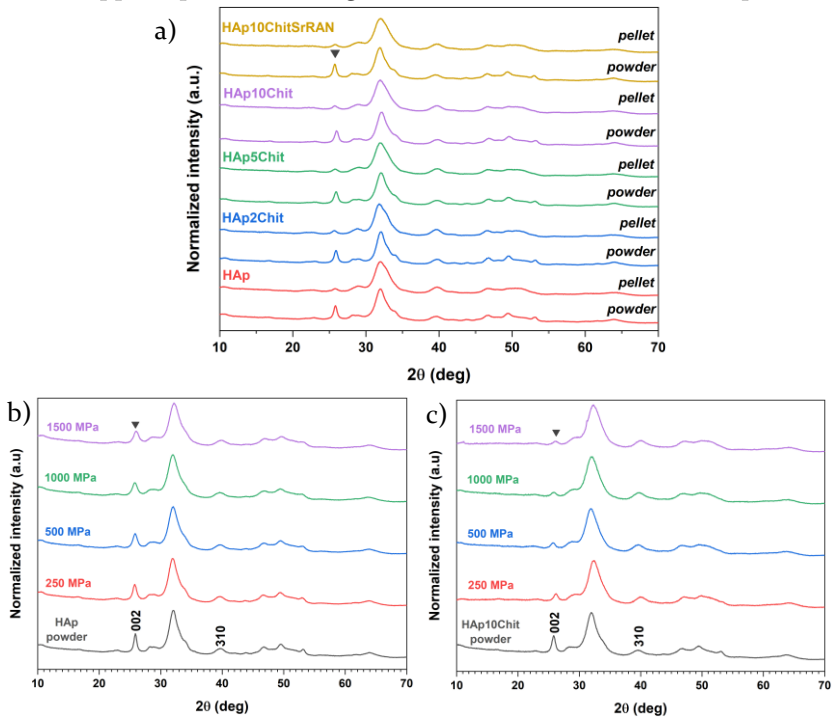 a)
HAp10ChitSrRAN
pellet
powder
HAp10Chit
pellet
powder
HAp5Chit
pellet
powder
HAp2Chit
pellet
powder
HAp
pellet
powder
Normalized intensity (a.u.)
10 20 30 40 50 60 70
2θ (deg)
b)
1500 MPa
1000 MPa
500 MPa
250 MPa
HAp
powder
002
310
Normalized intensity (a.u)
10 20 30 40 50 60 70
2θ (deg)
c)
1500 MPa
1000 MPa
500 MPa
250 MPa
HAp10Chit
powder
002
310
Normalized intensity (a.u.)
10 20 30 40 50 60 70
2θ (deg)